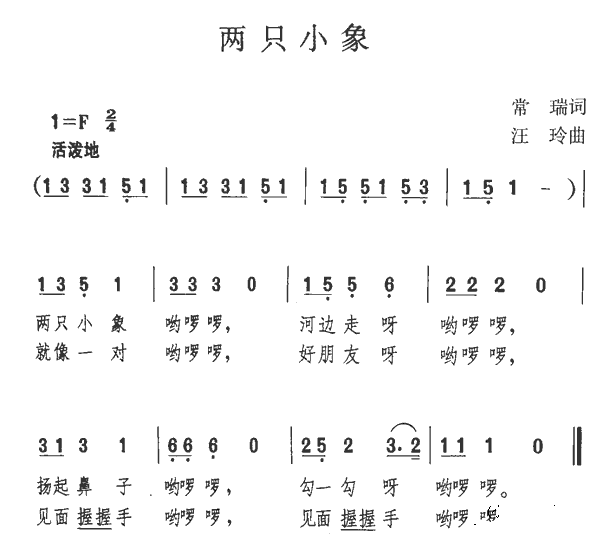 两只小象
常 瑞词
1=F 2/4
汪 玲曲
活泼地
(13 31 51 | 13 31 51 | 15 51 53 | 15 1 - )|
13 5 1 | 33 3 0 | 15 5 6 | 22 2 0 |
两只小 象 哟啰啰, 河边走 呀 哟啰啰,
就像一 对 哟啰啰, 好朋友 呀 哟啰啰,
31 3 1 | 66 6 0 | 25 2 3·2 | 11 1 0 ‖
扬起鼻 子 哟啰啰, 勾一勾 呀 哟啰啰。
见面握握手 哟啰啰, 见面握握手 哟啰啰